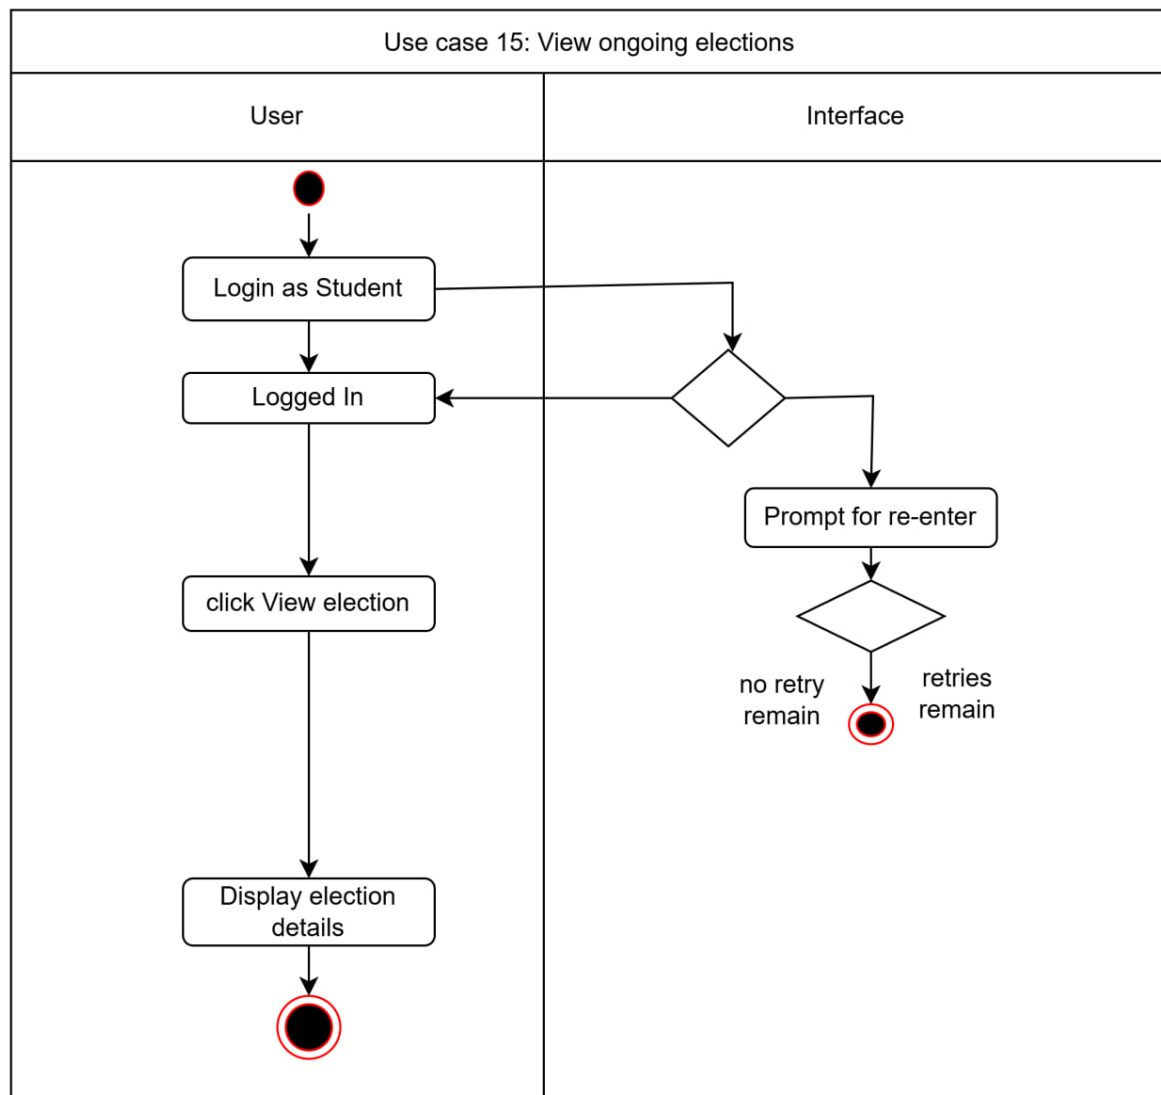 Use case 15: View ongoing elections
User
Interface
Login as Student
Logged In
Prompt for re-enter
click View election
no retry
remain
retries
remain
Display election
details